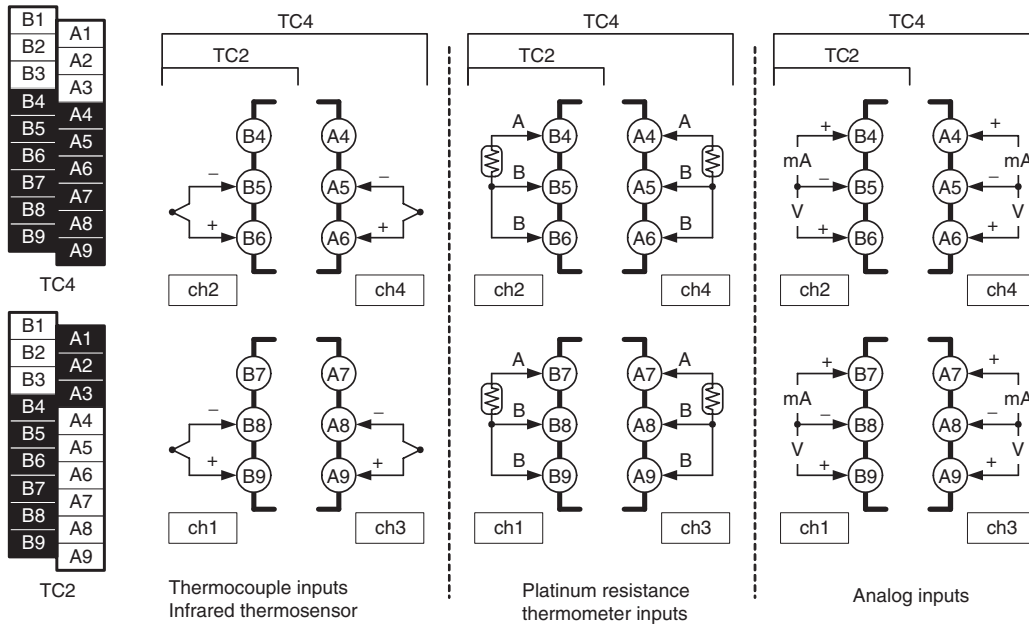 B1
A1
B2
A2
B3
A3
B4
A4
B5
A5
B6
A6
B7
A7
B8
A8
B9
A9
TC4
B1
A1
B2
A2
B3
A3
B4
A4
B5
A5
B6
A6
B7
A7
B8
A8
B9
A9
TC2
TC4
TC2
B4 A4
− B5 A5 −
+ B6 A6 +
ch2 ch4
B7 A7
− B8 A8 −
+ B9 A9 +
ch1 ch3
Thermocouple inputs
Infrared thermosensor
TC4
TC2
A B4 A4 A
B B5 A5 B
B B6 A6 B
ch2 ch4
A B7 A7 A
B B8 A8 B
B B9 A9 B
ch1 ch3
Platinum resistance
thermometer inputs
TC4
TC2
+ B4 A4 +
mA mA
− B5 A5 −
V V
+ B6 A6 +
ch2 ch4
+ B7 A7 +
mA mA
− B8 A8 −
V V
+ B9 A9 +
ch1 ch3
Analog inputs